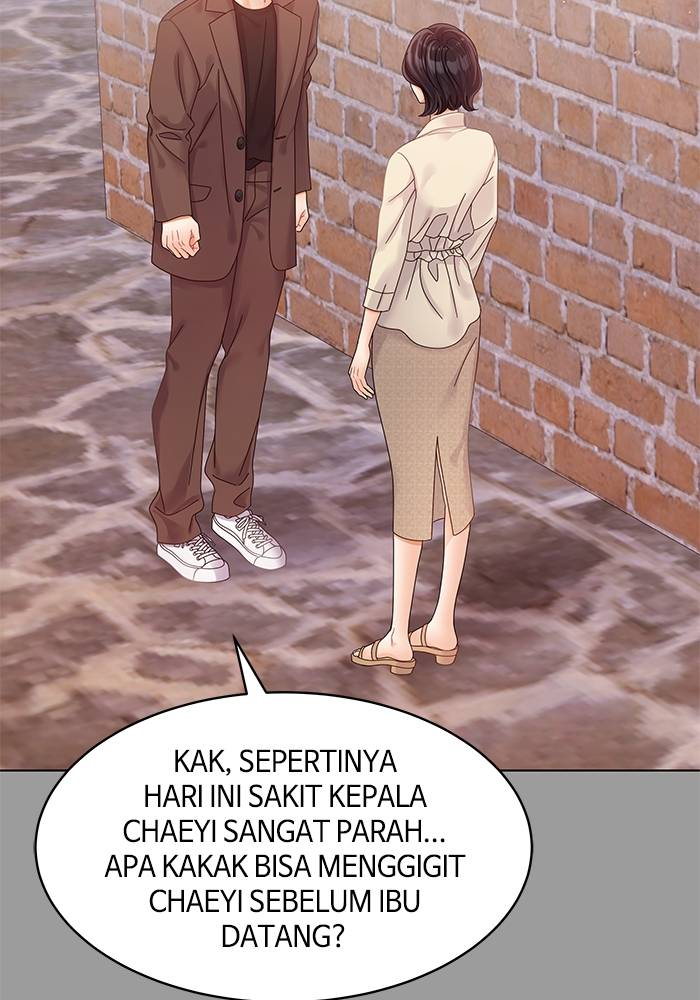 KAK, SEPERTINYA
HARI INI SAKIT KEPALA
CHAEYI SANGAT PARAH...
APA KAKAK BISA MENGGIGIT
CHAEYI SEBELUM IBU
DATANG?